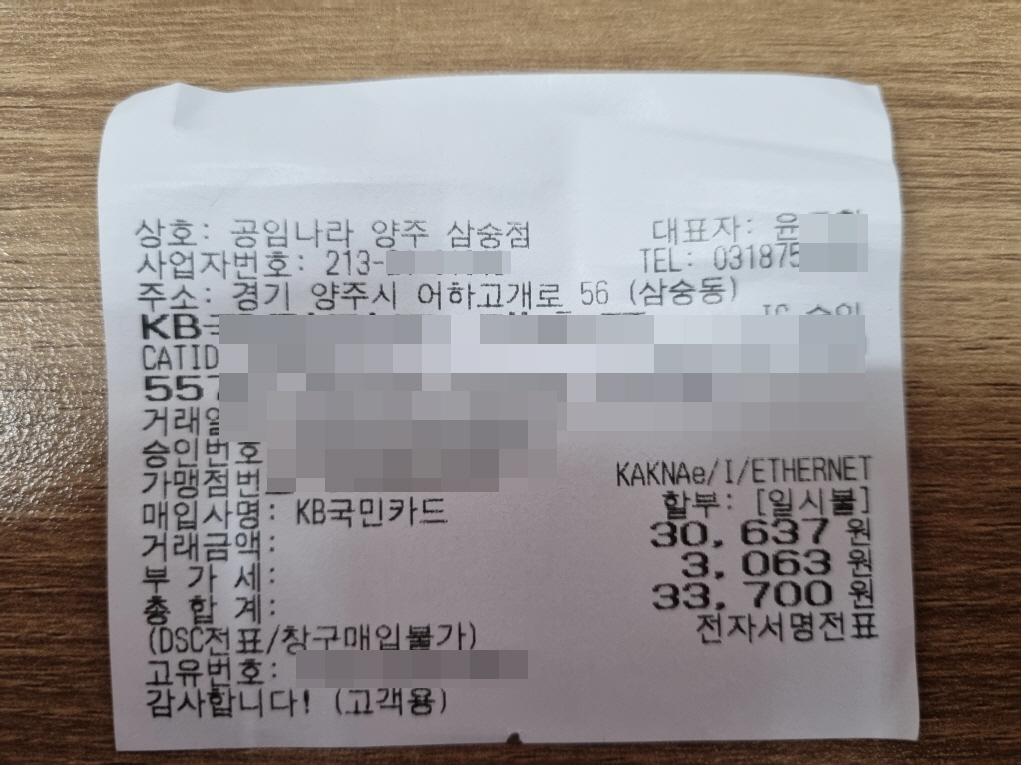 상호: 공임나라 양주 삼숭점 대표자: 윤
사업자번호: 213- TEL: 031875
주소: 경기 양주시 어하고개로 56 (삼숭동)
KB IC 승인
CATID
557
거래일
승인번호
가맹점번 KAKNAe/I/ETHERNET
매입사명: KB국민카드 할부: [일시불]
거래금액: 30,637 원
부 가 세: 3,063 원
총 합 계: 33,700 원
전자서명전표
(DSC전표/창구매입불가)
고유번호:
감사합니다! (고객용)